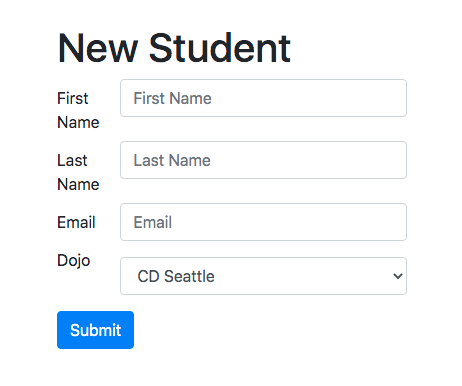 New Student
First Name
First Name
Last Name
Last Name
Email
Email
Dojo
CD Seattle
Submit